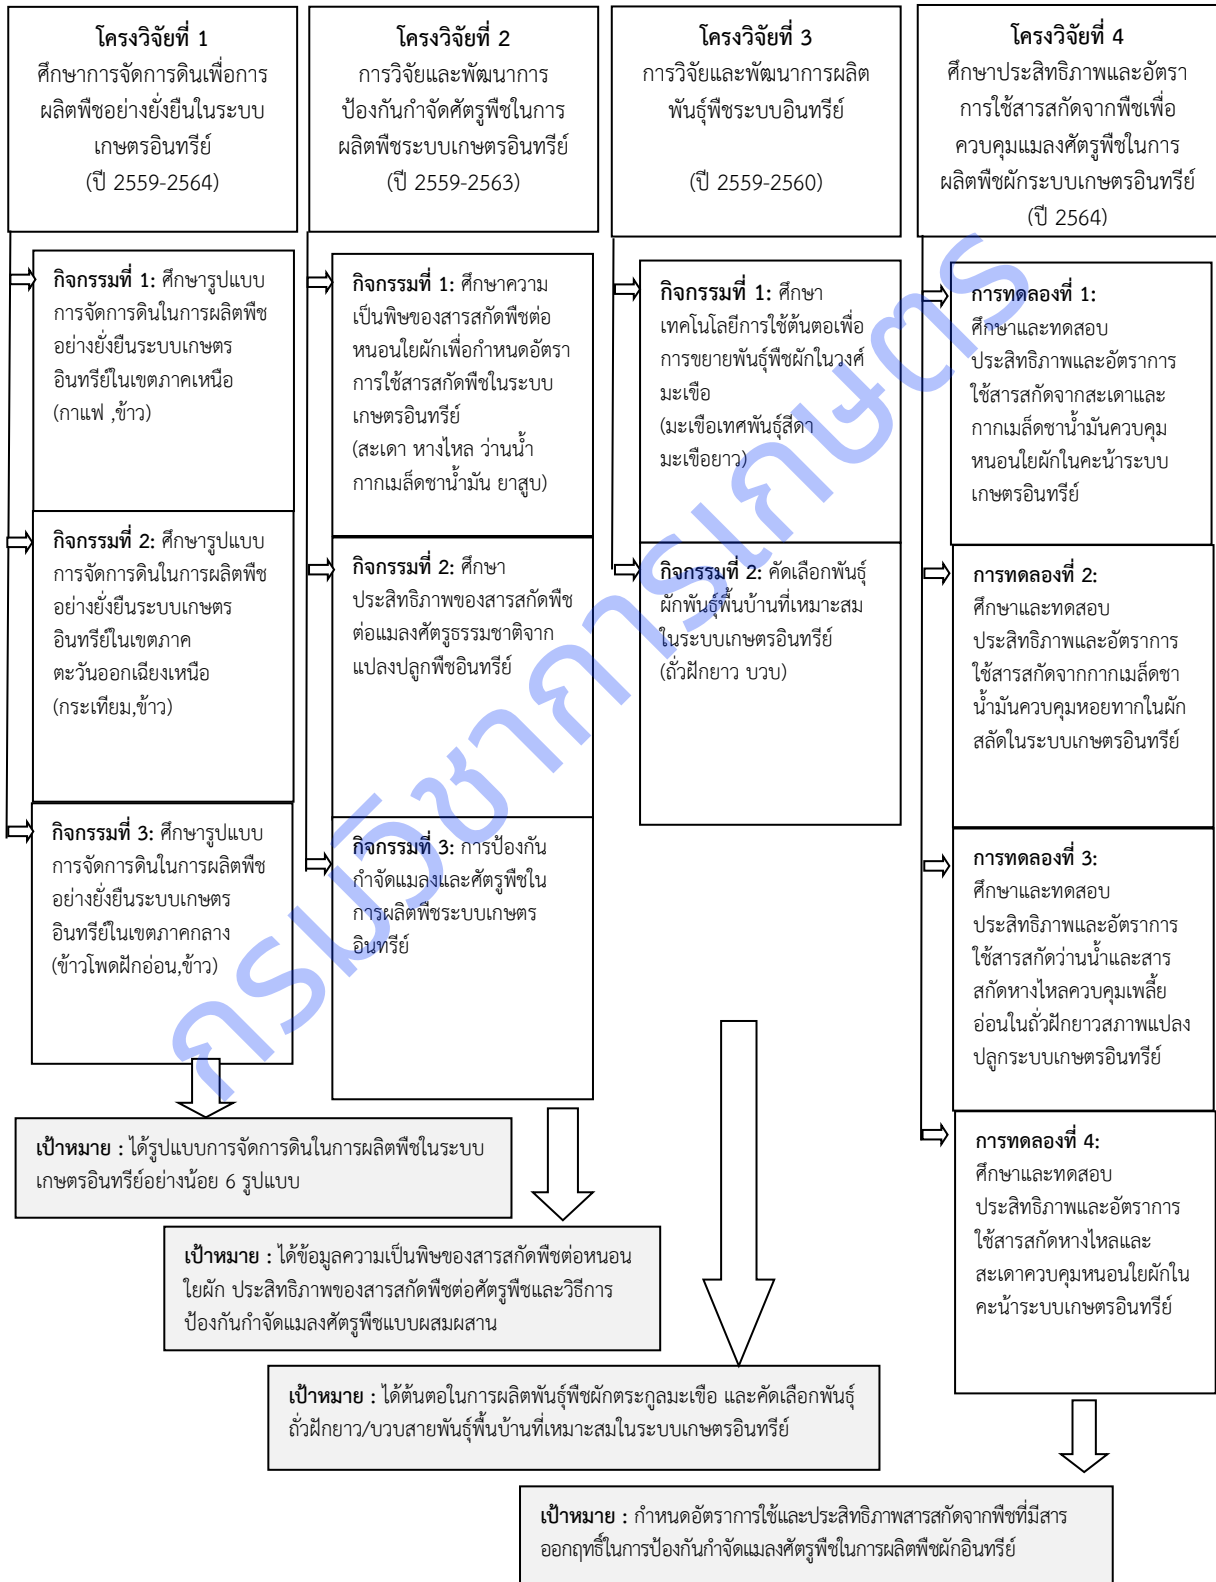 โครงวิจัยที่ 1
ศึกษาการจัดการดินเพื่อการ
ผลิตพืชอย่างยั่งยืนในระบบ
เกษตรอินทรีย์
(ปี 2559-2564)
กิจกรรมที่ 1: ศึกษารูปแบบ
การจัดการดินในการผลิตพืช
อย่างยั่งยืนระบบเกษตร
อินทรีย์ในเขตภาคเหนือ
(กาแฟ ,ข้าว)
กิจกรรมที่ 2: ศึกษารูปแบบ
การจัดการดินในการผลิตพืช
อย่างยั่งยืนระบบเกษตร
อินทรีย์ในเขตภาค
ตะวันออกเฉียงเหนือ
(กระเทียม,ข้าว)
กิจกรรมที่ 3: ศึกษารูปแบบ
การจัดการดินในการผลิตพืช
อย่างยั่งยืนระบบเกษตร
อินทรีย์ในเขตภาคกลาง
(ข้าวโพดฝักอ่อน,ข้าว)
เป้าหมาย : ได้รูปแบบการจัดการดินในการผลิตพืชในระบบ
เกษตรอินทรีย์อย่างน้อย 6 รูปแบบ
โครงวิจัยที่ 2
การวิจัยและพัฒนาการ
ป้องกันกำจัดศัตรูพืชในการ
ผลิตพืชระบบเกษตรอินทรีย์
(ปี 2559-2563)
กิจกรรมที่ 1: ศึกษาความ
เป็นพิษของสารสกัดพืชต่อ
หนอนใยผักเพื่อกำหนดอัตรา
การใช้สารสกัดพืชในระบบ
เกษตรอินทรีย์
(สะเดา หางไหล ว่านน้ำ
กากเมล็ดชาน้ำมัน ยาสูบ)
กิจกรรมที่ 2: ศึกษา
ประสิทธิภาพของสารสกัดพืช
ต่อแมลงศัตรูธรรมชาติจาก
แปลงปลูกพืชอินทรีย์
กิจกรรมที่ 3: การป้องกัน
กำจัดแมลงและศัตรูพืชใน
การผลิตพืชระบบเกษตร
อินทรีย์
เป้าหมาย : ได้ข้อมูลความเป็นพิษของสารสกัดพืชต่อหนอน
ใยผัก ประสิทธิภาพของสารสกัดพืชต่อศัตรูพืชและวิธีการ
ป้องกันกำจัดแมลงศัตรูพืชแบบผสมผสาน
โครงวิจัยที่ 3
การวิจัยและพัฒนาการผลิต
พันธุ์พืชระบบอินทรีย์
(ปี 2559-2560)
กิจกรรมที่ 1: ศึกษา
เทคโนโลยีการใช้ต้นตอเพื่อ
การขยายพันธุ์พืชผักในวงศ์
มะเขือ
(มะเขือเทศพันธุ์สีดา
มะเขือยาว)
กิจกรรมที่ 2: คัดเลือกพันธุ์
ผักพันธุ์พื้นบ้านที่เหมาะสม
ในระบบเกษตรอินทรีย์
(ถั่วฝักยาว บวบ)
เป้าหมาย : ได้ต้นตอในการผลิตพันธุ์พืชผักตระกูลมะเขือ และคัดเลือกพันธุ์
ถั่วฝักยาว/บวบสายพันธุ์พื้นบ้านที่เหมาะสมในระบบเกษตรอินทรีย์
โครงวิจัยที่ 4
ศึกษาประสิทธิภาพและอัตรา
การใช้สารสกัดจากพืชเพื่อ
ควบคุมแมลงศัตรูพืชในการ
ผลิตพืชผักระบบเกษตรอินทรีย์
(ปี 2564)
การทดลองที่ 1:
ศึกษาและทดสอบ
ประสิทธิภาพและอัตราการ
ใช้สารสกัดจากสะเดาและ
กากเมล็ดชาน้ำมันควบคุม
หนอนใยผักในคะน้าระบบ
เกษตรอินทรีย์
การทดลองที่ 2:
ศึกษาและทดสอบ
ประสิทธิภาพและอัตราการ
ใช้สารสกัดจากกากเมล็ดชา
น้ำมันควบคุมหอยทากในผัก
สลัดในระบบเกษตรอินทรีย์
การทดลองที่ 3:
ศึกษาและทดสอบ
ประสิทธิภาพและอัตราการ
ใช้สารสกัดว่านน้ำและสาร
สกัดหางไหลควบคุมเพลี้ย
อ่อนในถั่วฝักยาวสภาพแปลง
ปลูกระบบเกษตรอินทรีย์
การทดลองที่ 4:
ศึกษาและทดสอบ
ประสิทธิภาพและอัตราการ
ใช้สารสกัดหางไหลและ
สะเดาควบคุมหนอนใยผักใน
คะน้าระบบเกษตรอินทรีย์
เป้าหมาย : กำหนดอัตราการใช้และประสิทธิภาพสารสกัดจากพืชที่มีสาร
ออกฤทธิ์ในการป้องกันกำจัดแมลงศัตรูพืชในการผลิตพืชผักอินทรีย์
กรมวิชาการเกษตร